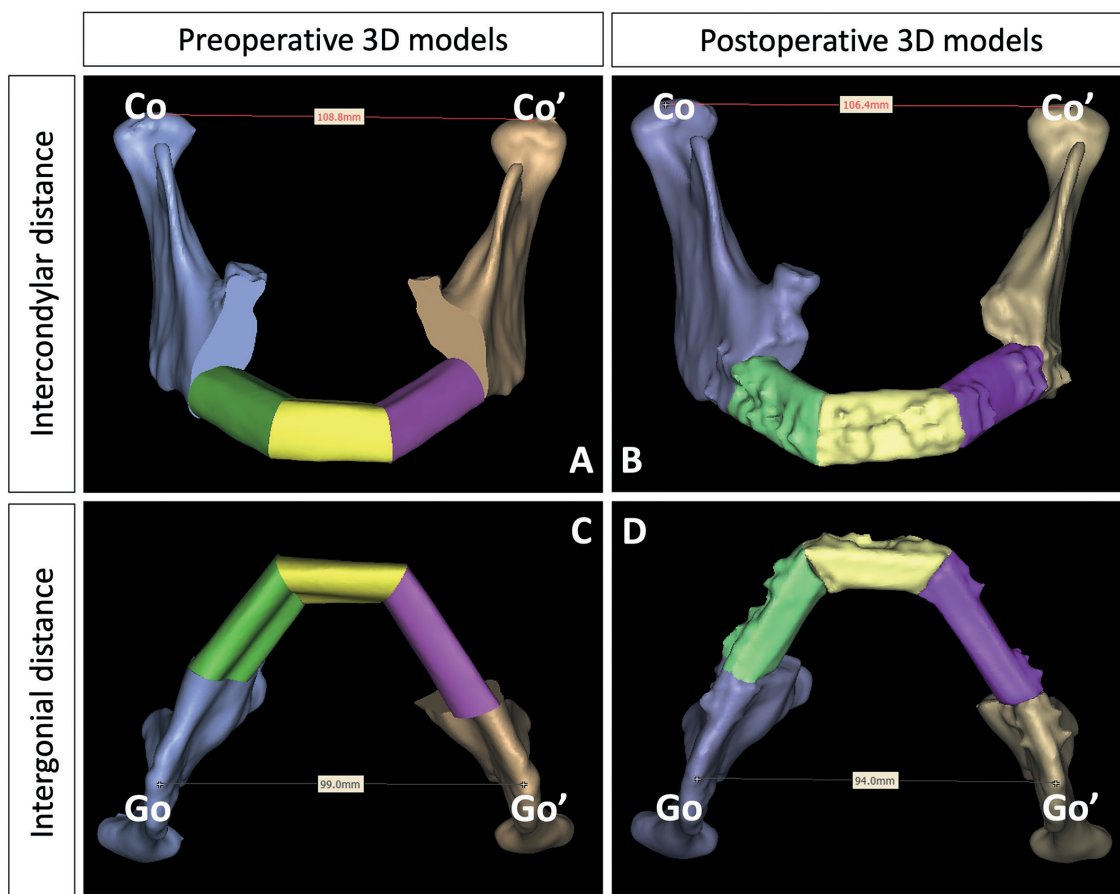 Preoperative 3D models
Postoperative 3D models
Intercondylar distance
Co
108.8mm
Co’
A
Co
106.4mm
Co’
B
Intergonial distance
C
99.0mm
Go
Go’
D
94.0mm
Go
Go’